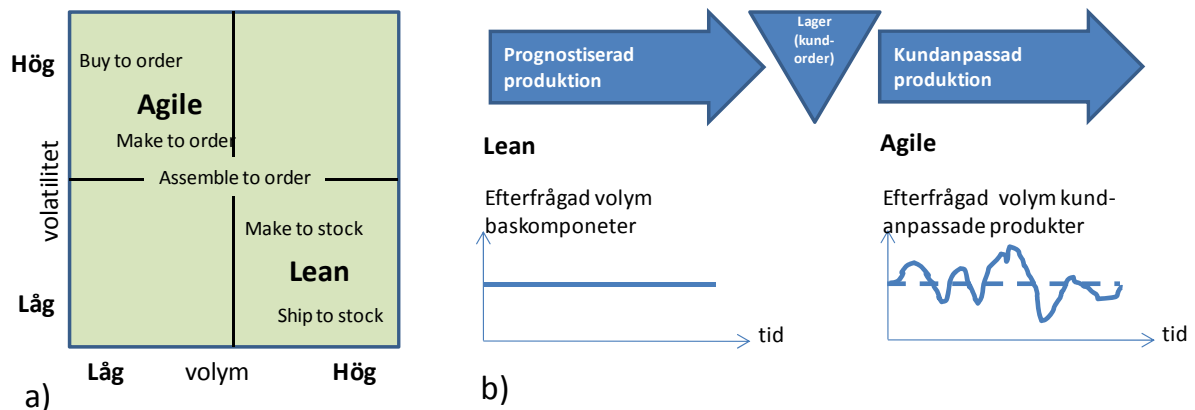 Hög
Buy to order
Agile
Make to order
volatilitet
Assemble to order
Make to stock
Lean
Låg
Ship to stock
Låg
volym
Hög
a)
Prognostiserad
produktion
Lager
(kund-
order)
Kundanpassad
produktion
Lean
Efterfrågad volym
baskomponeter
tid
Agile
Efterfrågad volym kund-
anpassade produkter
tid
b)